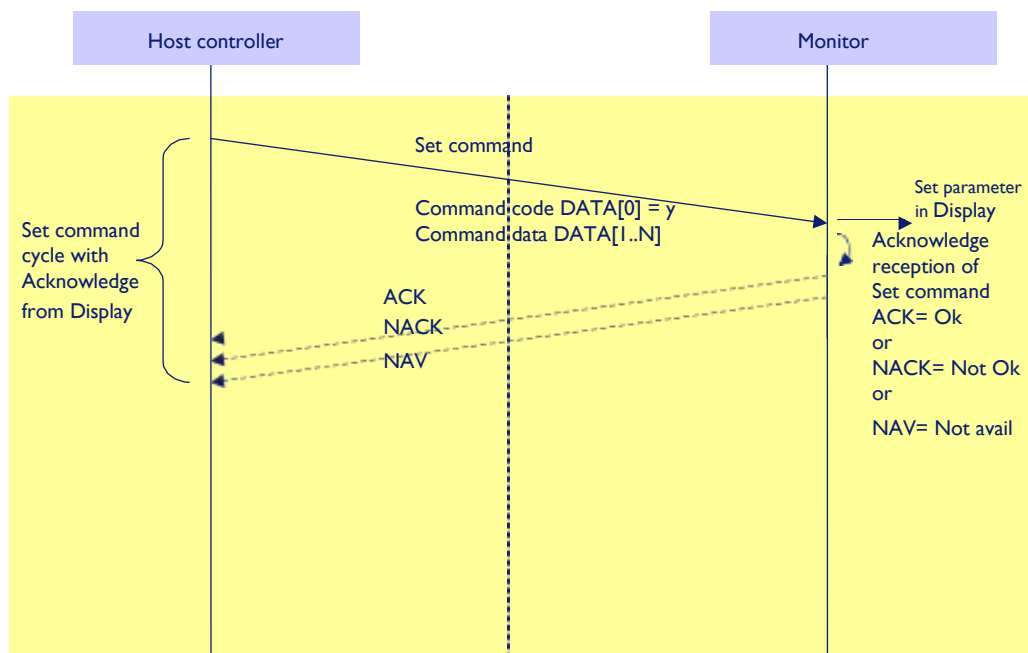 Host controller
Monitor
Set command
Command code DATA[0] = y
Command data DATA[1..N]
Set parameter
in Display
Set command
cycle with
Acknowledge
from Display
Acknowledge
reception of
Set command
ACK= Ok
or
NACK= Not Ok
or
NAV= Not avail
ACK
NACK
NAV